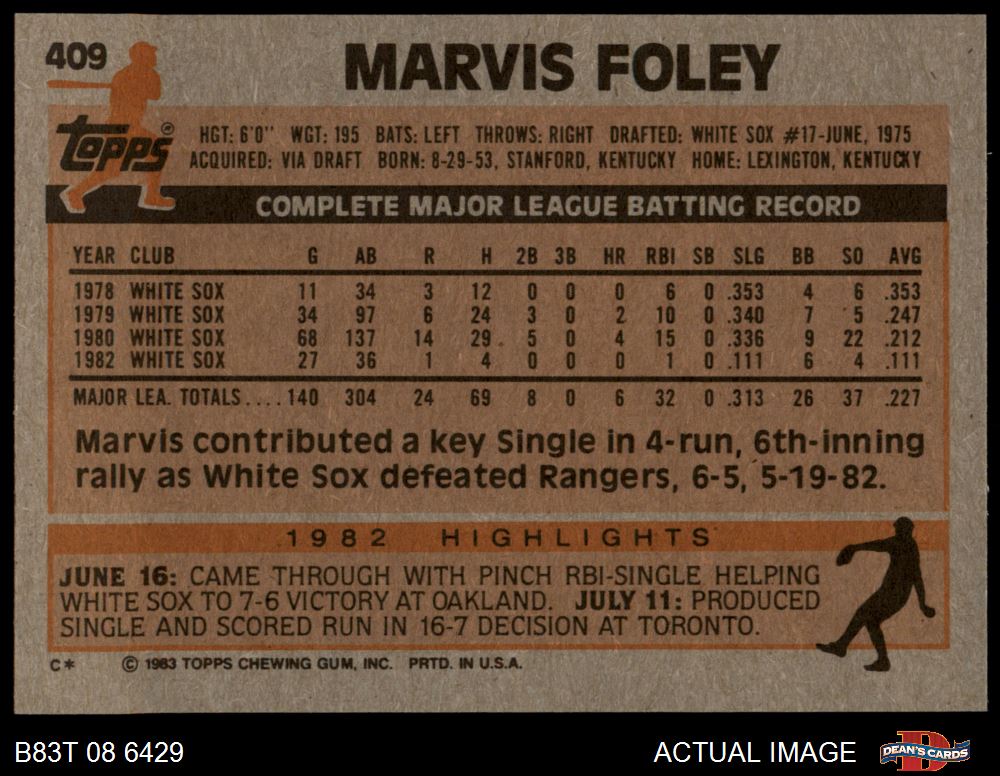 409
MARVIS FOLEY
Topps®
HGT: 6'0" WGT: 195 BATS: LEFT THROWS: RIGHT DRAFTED: WHITE SOX #17-JUNE, 1975
ACQUIRED: VIA DRAFT BORN: 8-29-53, STANFORD, KENTUCKY HOME: LEXINGTON, KENTUCKY
COMPLETE MAJOR LEAGUE BATTING RECORD
YEAR CLUB G AB R H 2B 3B HR RBI SB SLG BB SO AVG
1978 WHITE SOX 11 34 3 12 0 0 0 6 0 .353 4 6 .353
1979 WHITE SOX 34 97 6 24 3 0 2 10 0 .340 7 5 .247
1980 WHITE SOX 68 137 14 29 5 0 4 15 0 .336 9 22 .212
1982 WHITE SOX 27 36 1 4 0 0 0 1 0 .111 6 4 .111
MAJOR LEA. TOTALS....140 304 24 69 8 0 6 32 0 .313 26 37 .227
Marvis contributed a key Single in 4-run, 6th-inning
rally as White Sox defeated Rangers, 6-5, 5-19-82.
1982 HIGHLIGHTS
JUNE 16: CAME THROUGH WITH PINCH RBI-SINGLE HELPING
WHITE SOX TO 7-6 VICTORY AT OAKLAND. JULY 11: PRODUCED
SINGLE AND SCORED RUN IN 16-7 DECISION AT TORONTO.
C* © 1983 TOPPS CHEWING GUM, INC. PRTD. IN U.S.A.
B83T 08 6429 ACTUAL IMAGE DEAN'S CARDS